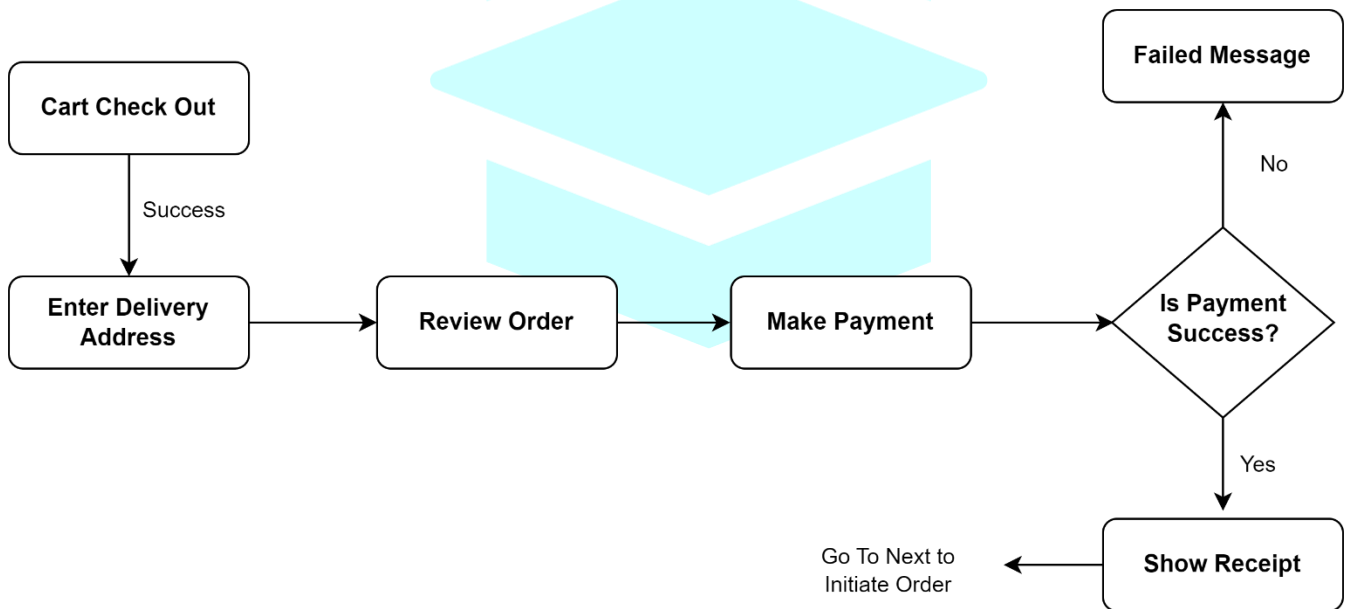 Cart Check Out
Success
Enter Delivery
Address
Review Order
Make Payment
Is Payment
Success?
No
Failed Message
Yes
Show Receipt
Go To Next to
Initiate Order